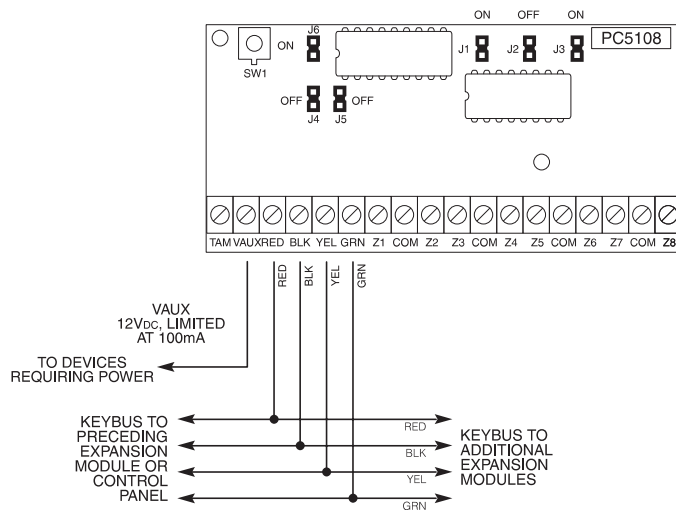 ON OFF ON
J6
ON J1 J2 J3 PC5108
SW1
OFF OFF
J4 J5
TAM VAUX RED BLK YEL GRN Z1 COM Z2 Z3 COM Z4 Z5 COM Z6 Z7 COM Z8
RED BLK YEL GRN
VAUX
12VDC, LIMITED
AT 100mA
TO DEVICES
REQUIRING POWER
KEYBUS TO
PRECEDING
EXPANSION
MODULE OR
CONTROL
PANEL
RED
BLK
YEL
GRN
KEYBUS TO
ADDITIONAL
EXPANSION
MODULES